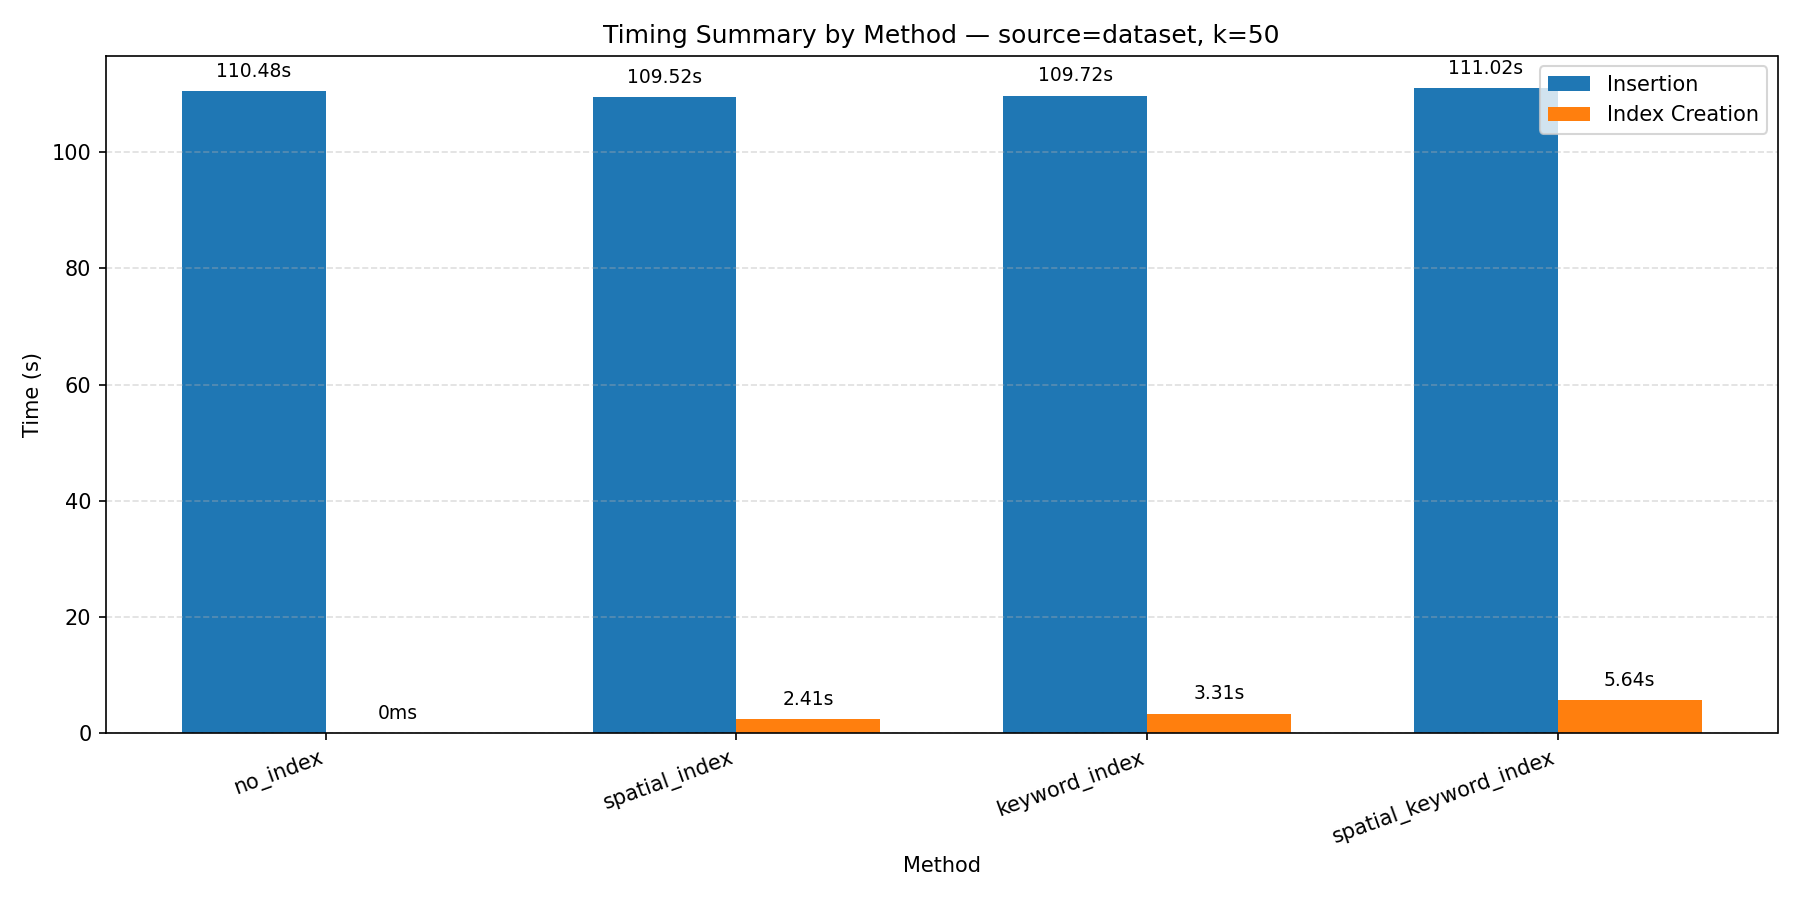 Timing Summary by Method — source=dataset, k=50
110.48s
109.52s
109.72s
111.02s
Insertion
Index Creation
100
80
60
40
20
0
Time (s)
0ms
2.41s
3.31s
5.64s
no_index
spatial_index
keyword_index
spatial_keyword_index
Method